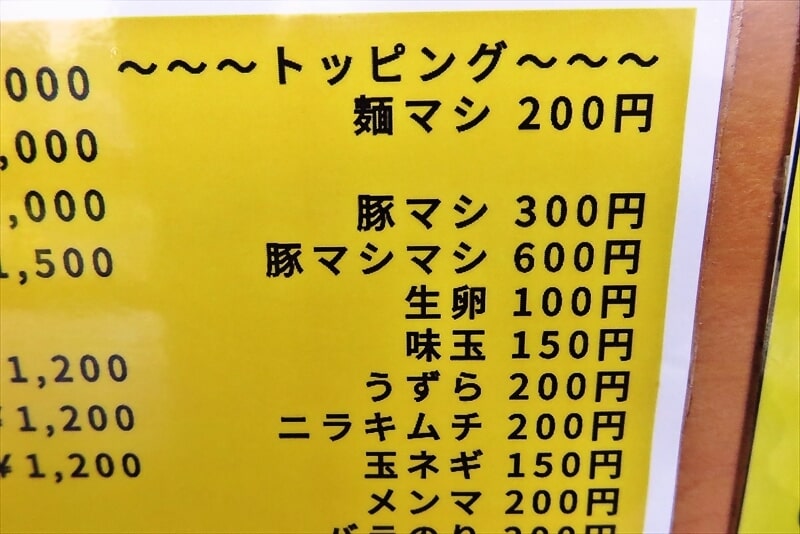 ～～～トッピング～～～
麺マシ 200円
豚マシ 300円
豚マシマシ 600円
生卵 100円
味玉 150円
うずら 200円
ニラキムチ 200円
玉ネギ 150円
メンマ 200円
000
,000
,000
1,500
1,200
¥1,200
¥1,200